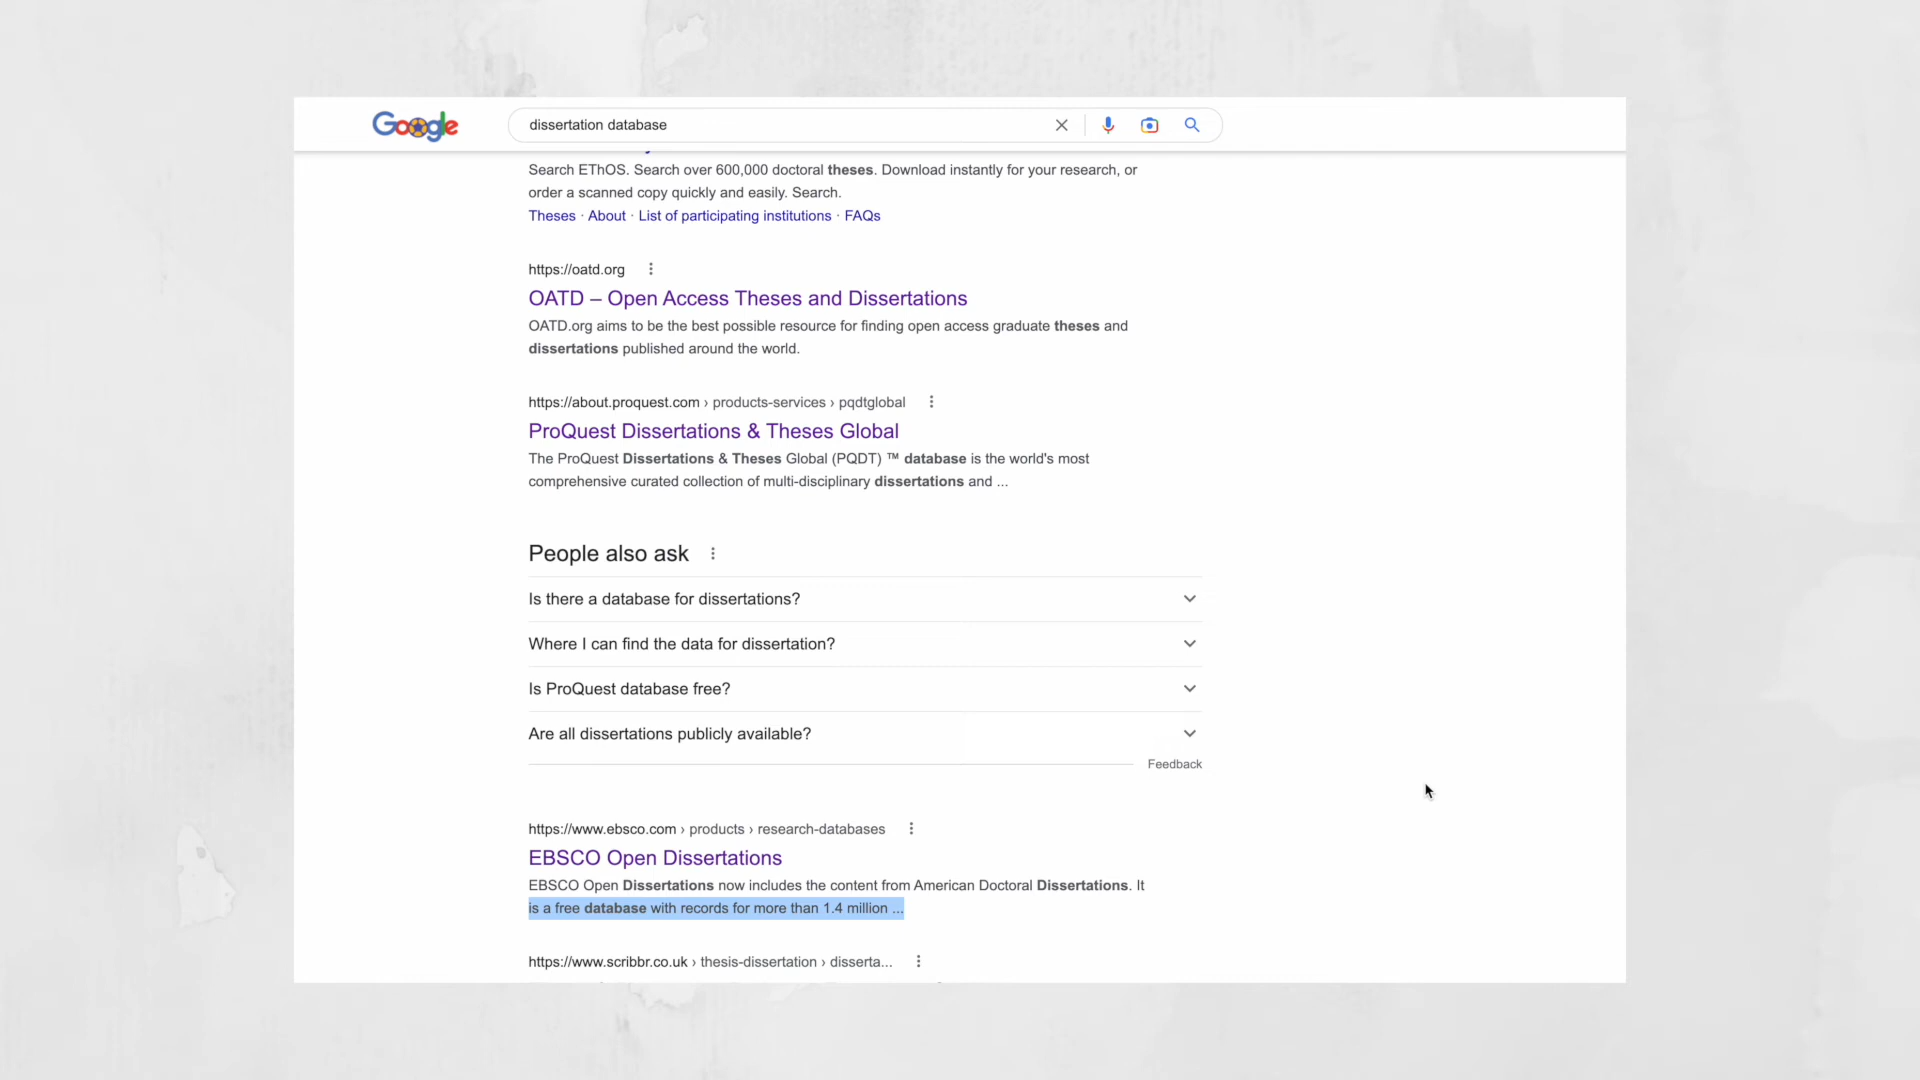 Google
dissertation database
Search EThOS. Search over 600,000 doctoral theses. Download instantly for your research, or
order a scanned copy quickly and easily. Search.
Theses · About · List of participating institutions · FAQs
https://oatd.org
OATD – Open Access Theses and Dissertations
OATD.org aims to be the best possible resource for finding open access graduate theses and
dissertations published around the world.
https://about.proquest.com › products-services › pqdtglobal
ProQuest Dissertations & Theses Global
The ProQuest Dissertations & Theses Global (PQDT) ™ database is the world's most
comprehensive curated collection of multi-disciplinary dissertations and ...
People also ask
Is there a database for dissertations?
Where I can find the data for dissertation?
Is ProQuest database free?
Are all dissertations publicly available?
Feedback
https://www.ebsco.com › products › research-databases
EBSCO Open Dissertations
EBSCO Open Dissertations now includes the content from American Doctoral Dissertations. It
is a free database with records for more than 1.4 million ...
https://www.scribbr.co.uk › thesis-dissertation › disserta...